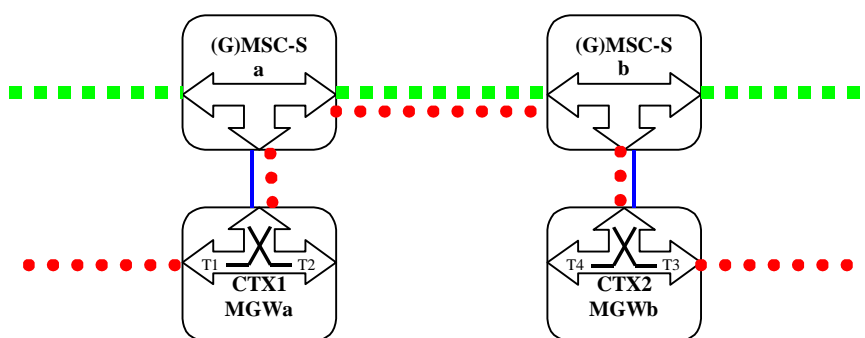 (G)MSC-S
a
(G)MSC-S
b
T1
T2
CTX1
MGWa
T4
T3
CTX2
MGWb